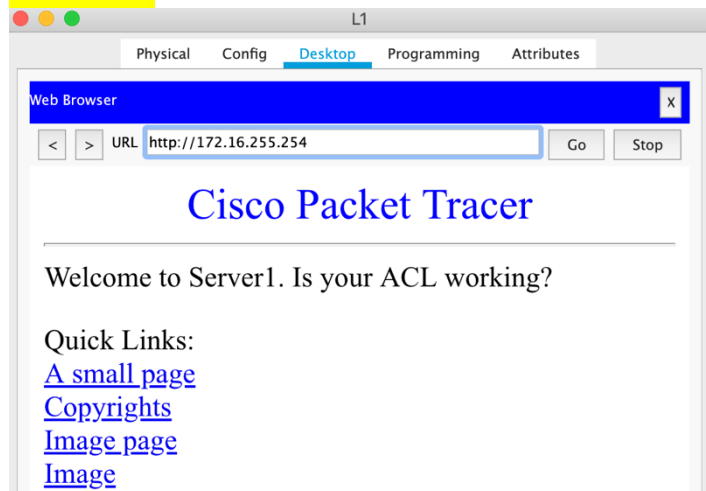 L1
Physical Config Desktop Programming Attributes
Web Browser X
< > URL http://172.16.255.254 Go Stop
Cisco Packet Tracer
Welcome to Server1. Is your ACL working?
Quick Links:
A small page
Copyrights
Image page
Image